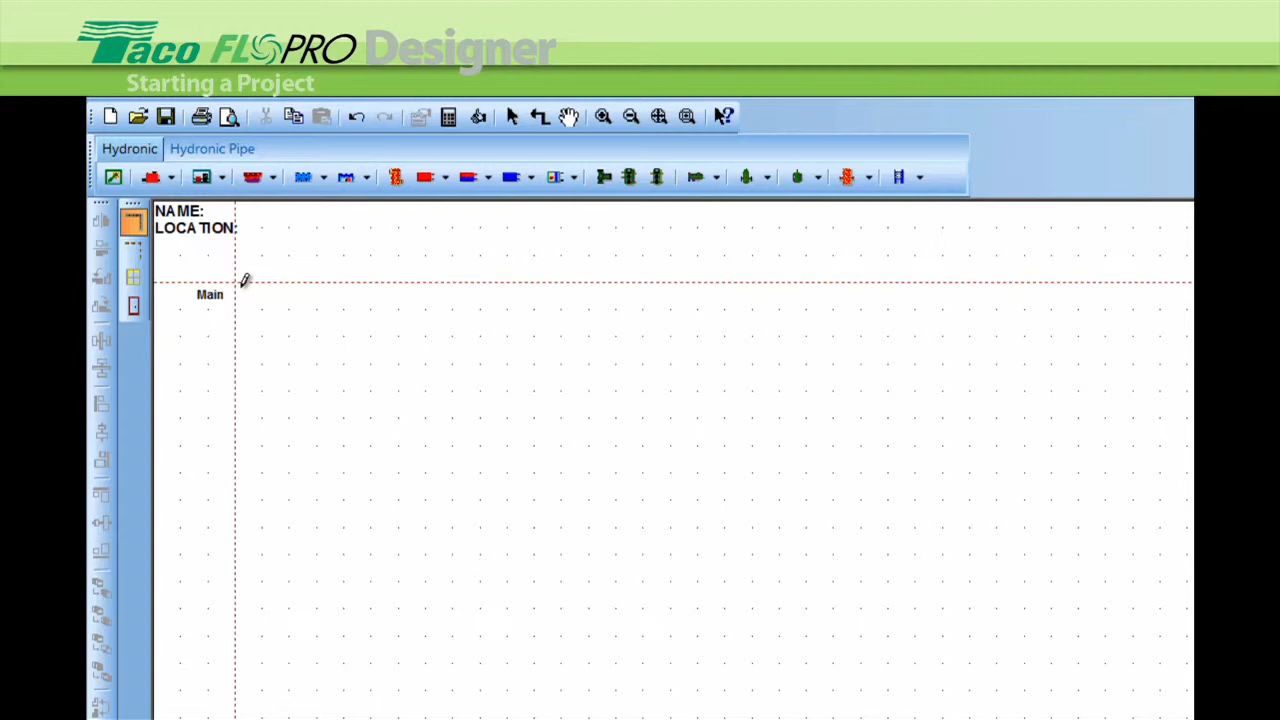 Taco FLOPRO Designer
Starting a Project
Hydronic Hydronic Pipe
NAME:
LOCATION:
Main